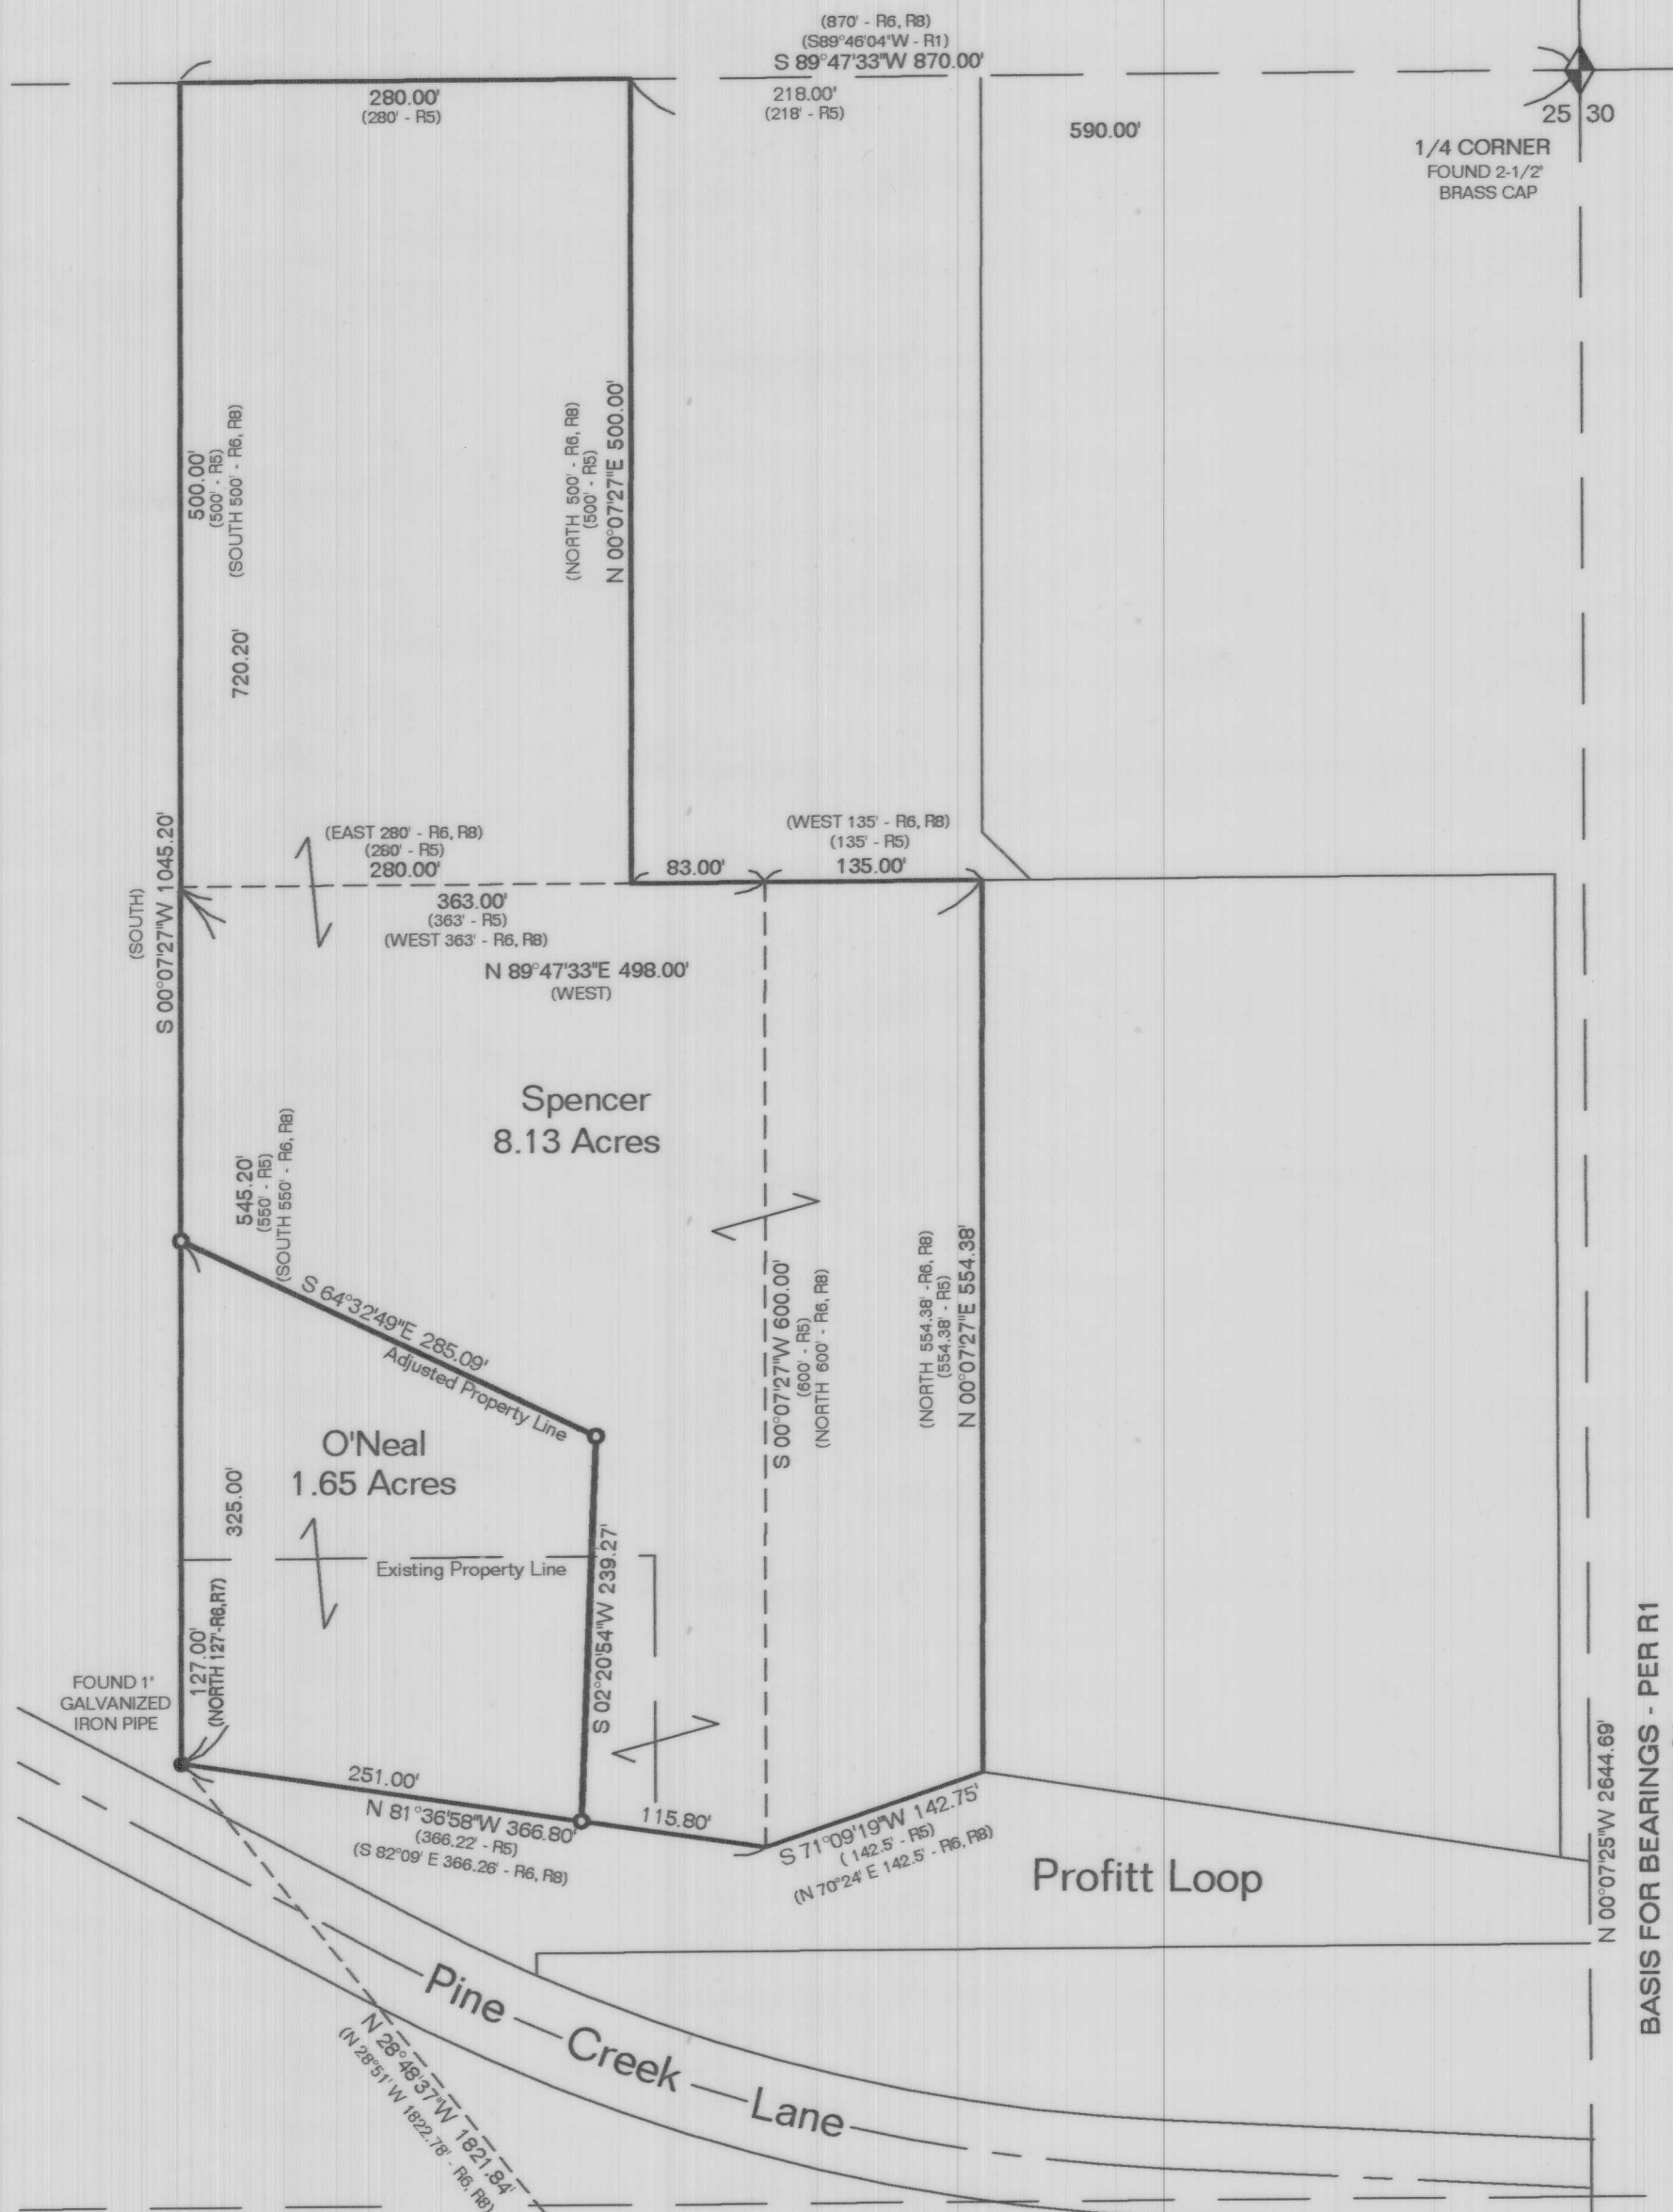 (870' - R6, R8)
(S89°46'04"W - R1)
S 89°47'33"W 870.00'
280.00'
(280' - R5)
218.00'
(218' - R5)
590.00'
25 30
1/4 CORNER
FOUND 2-1/2"
BRASS CAP
500.00'
(500' - R5)
(SOUTH 500' - R6, R8)
(NORTH 500' - R6, R8)
(500' - R5)
N 00°07'27"E 500.00'
720.20'
(SOUTH)
S 00°07'27"W 1045.20'
(EAST 280' - R6, R8)
(280' - R5)
280.00'
83.00'
(WEST 135' - R6, R8)
(135' - R5)
135.00'
363.00'
(363' - R5)
(WEST 363' - R6, R8)
N 89°47'33"E 498.00'
(WEST)
Spencer
8.13 Acres
545.20'
(550' - R5)
(SOUTH 550' - R6, R8)
S 64°32'49"E 285.09'
Adjusted Property Line
S 00°07'27"W 600.00'
(600' - R5)
(NORTH 600' - R6, R8)
(NORTH 554.38' -R6, R8)
(554.38' - R5)
N 00°07'27"E 554.38'
O'Neal
1.65 Acres
325.00'
Existing Property Line
S 02°20'54"W 239.27'
127.00'
(NORTH 127'-R6,R7)
FOUND 1"
GALVANIZED
IRON PIPE
251.00'
N 81°36'58"W 366.80'
(366.22' - R5)
(S 82°09' E 366.26' - R6, R8)
115.80'
S 71°09'19"W 142.75'
( 142.5' - R5)
(N 70°24' E 142.5' - R6, R8)
Profitt Loop
N 00°07'25"W 2644.69'
BASIS FOR BEARINGS - PER R1
Pine Creek Lane
N 28°48'37"W 1821.84'
(N 28°51' W 1822.78' - R6, R8)